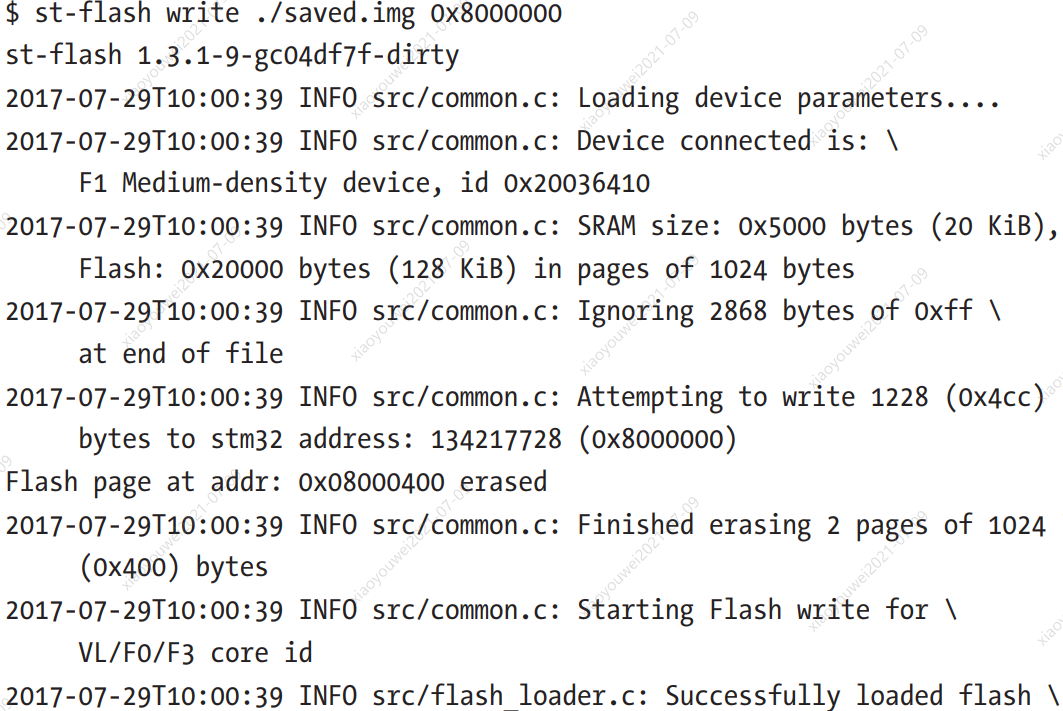 $ st-flash write ./saved.img 0x8000000
st-flash 1.3.1-9-gc04df7f-dirty
2017-07-29T10:00:39 INFO src/common.c: Loading device parameters....
2017-07-29T10:00:39 INFO src/common.c: Device connected is: \
F1 Medium-density device, id 0x20036410
2017-07-29T10:00:39 INFO src/common.c: SRAM size: 0x5000 bytes (20 KiB),
Flash: 0x20000 bytes (128 KiB) in pages of 1024 bytes
2017-07-29T10:00:39 INFO src/common.c: Ignoring 2868 bytes of 0xff \
at end of file
2017-07-29T10:00:39 INFO src/common.c: Attempting to write 1228 (0x4cc)
bytes to stm32 address: 134217728 (0x8000000)
Flash page at addr: 0x08000400 erased
2017-07-29T10:00:39 INFO src/common.c: Finished erasing 2 pages of 1024
(0x400) bytes
2017-07-29T10:00:39 INFO src/common.c: Starting Flash write for \
VL/F0/F3 core id
2017-07-29T10:00:39 INFO src/flash_loader.c: Successfully loaded flash \
xiaoyouwei2021-07-09